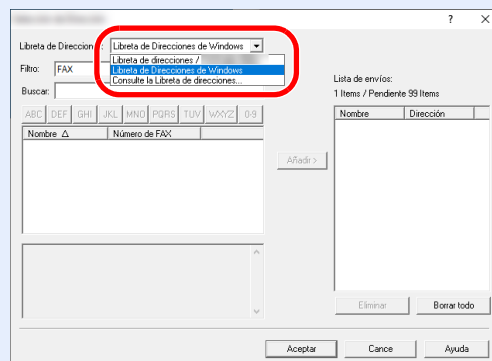 ? X
Libreta de Direcciones: Libreta de Direcciones de Windows
Libreta de direcciones /
Libreta de Direcciones de Windows
Consulte la Libreta de direcciones...
Filtro: FAX
Buscar:
ABC DEF GHI JKL MNO PQRS TUV WXYZ 0-9
Nombre △ Número de FAX
Añadir >
Lista de envíos:
1 Items / Pendiente 99 Items
Nombre Dirección
Eliminar Borrar todo
Aceptar Cance Ayuda